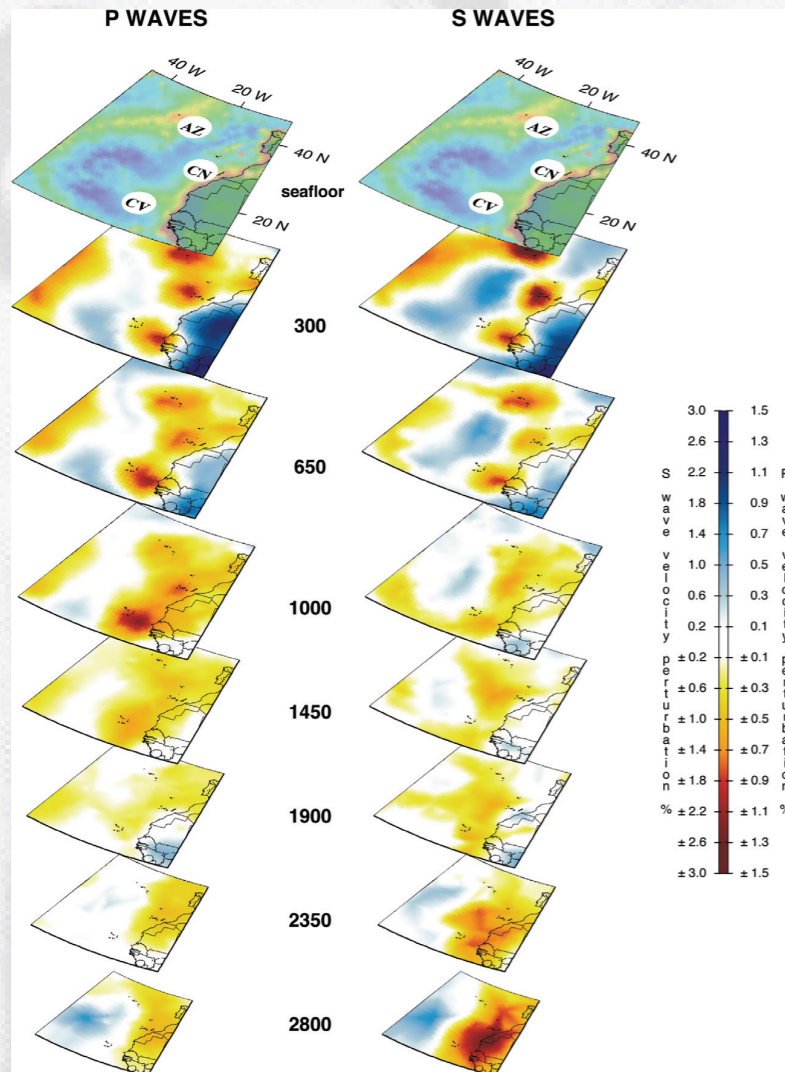 P WAVES
S WAVES
40 W
20 W
40 W
20 W
AZ
AZ
40 N
40 N
CN
CN
seafloor
CV
CV
20 N
20 N
300
650
1000
1450
1900
2350
2800
3.0 1.5
2.6 1.3
2.2 1.1
1.8 0.9
1.4 0.7
1.0 0.5
0.6 0.3
0.2 0.1
±0.2 ±0.1
±0.6 ±0.3
±1.0 ±0.5
±1.4 ±0.7
±1.8 ±0.9
±2.2 ±1.1
±2.6 ±1.3
±3.0 ±1.5
S wave velocity perturbation %
P wave velocity perturbation %